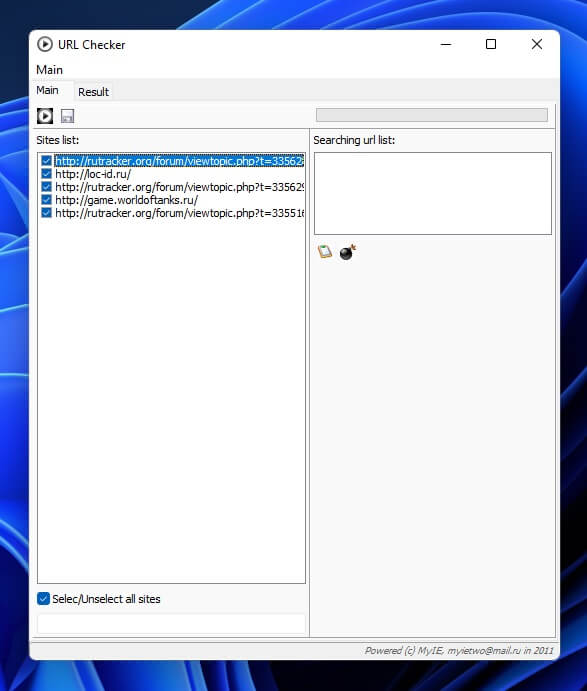 URL Checker
Main
Main
Result
Sites list:
Searching url list:
http://rutracker.org/forum/viewtopic.php?t=33562
http://loc-id.ru/
http://rutracker.org/forum/viewtopic.php?t=335629
http://game.worldoftanks.ru/
http://rutracker.org/forum/viewtopic.php?t=335516
Selec/Unselect all sites
Powered (c) MyIE, myietwo@mail.ru in 2011